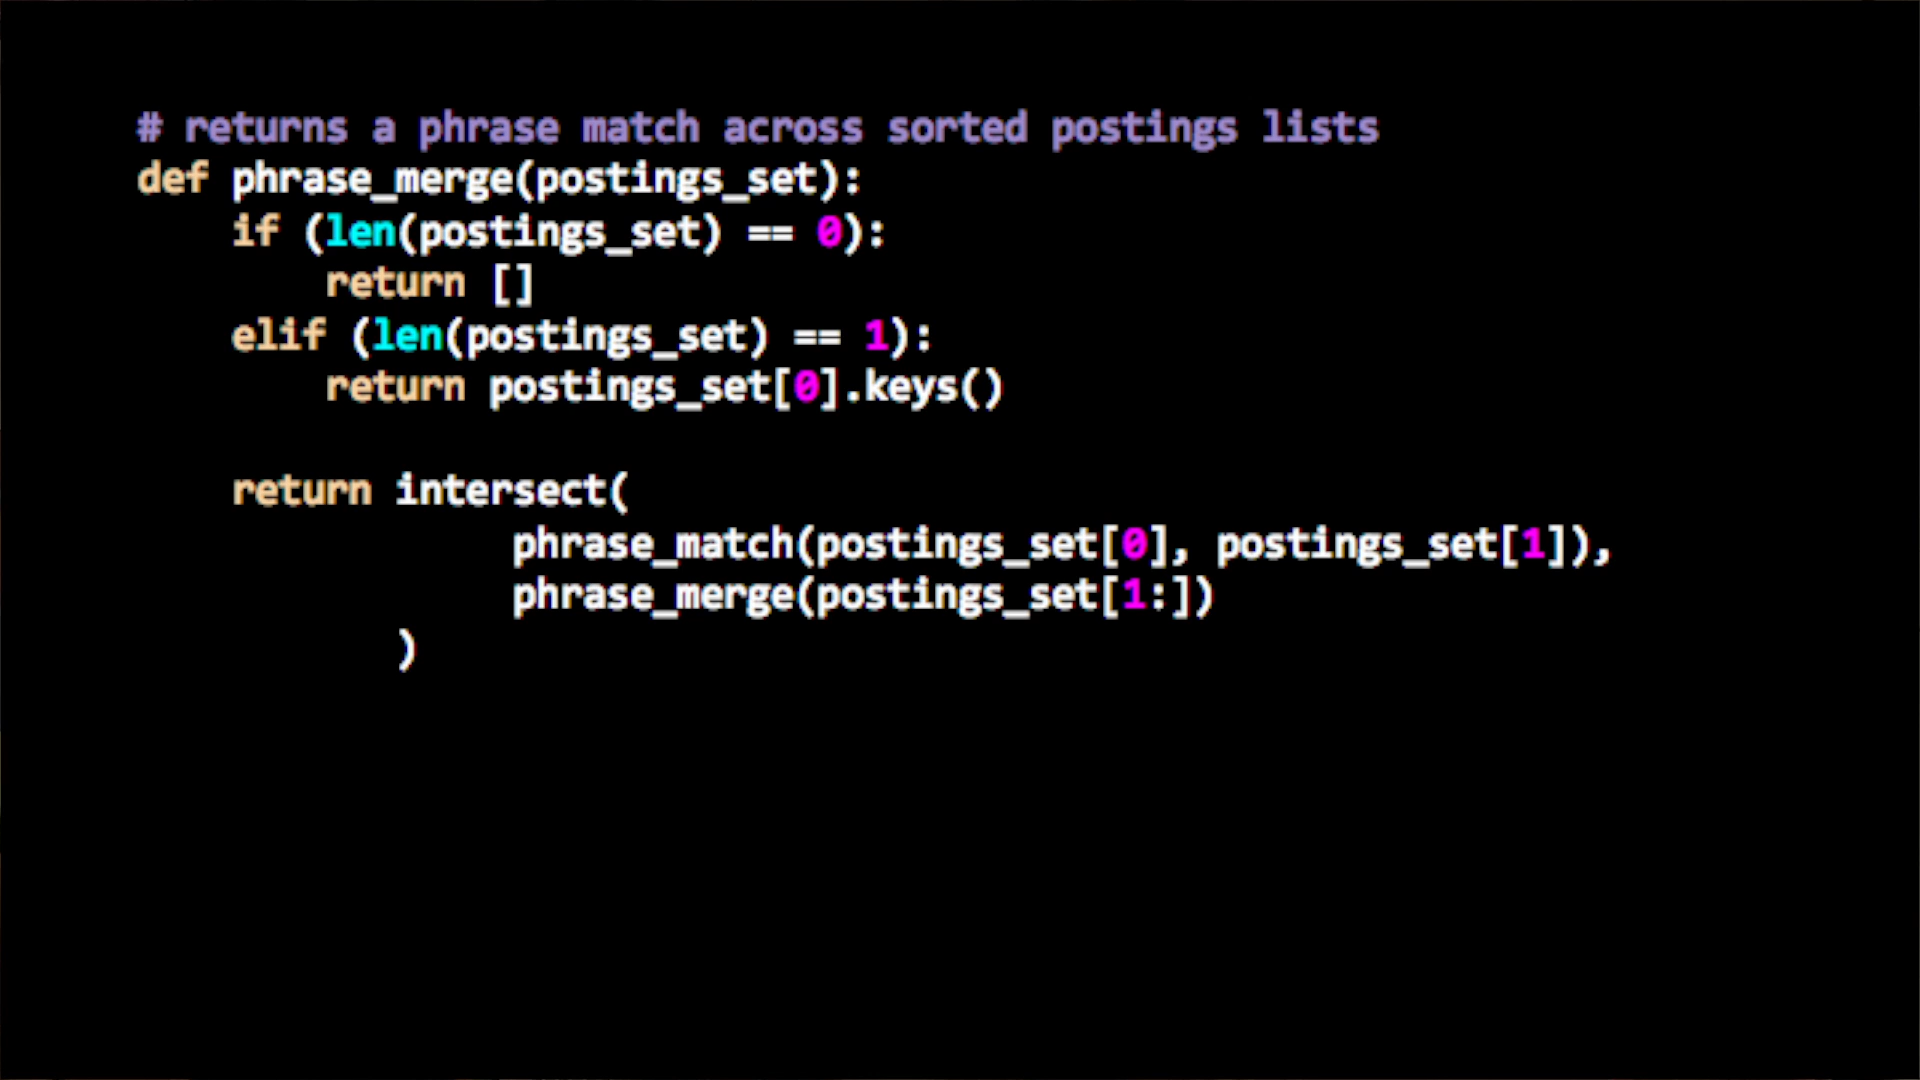 # returns a phrase match across sorted postings lists
def phrase_merge(postings_set):
    if (len(postings_set) == 0):
        return []
    elif (len(postings_set) == 1):
        return postings_set[0].keys()

    return intersect(
                phrase_match(postings_set[0], postings_set[1]),
                phrase_merge(postings_set[1:])
           )